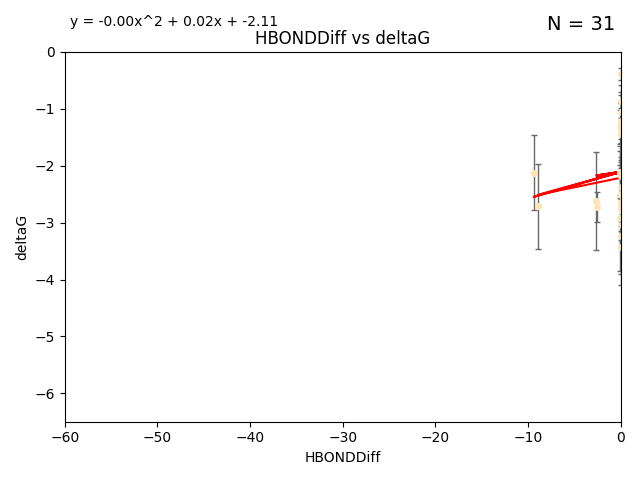 y = -0.00x^2 + 0.02x + -2.11
N = 31
HBONDDiff vs deltaG
0
−1
−2
−3
−4
−5
−6
deltaG
−60
−50
−40
−30
−20
−10
0
HBONDDiff